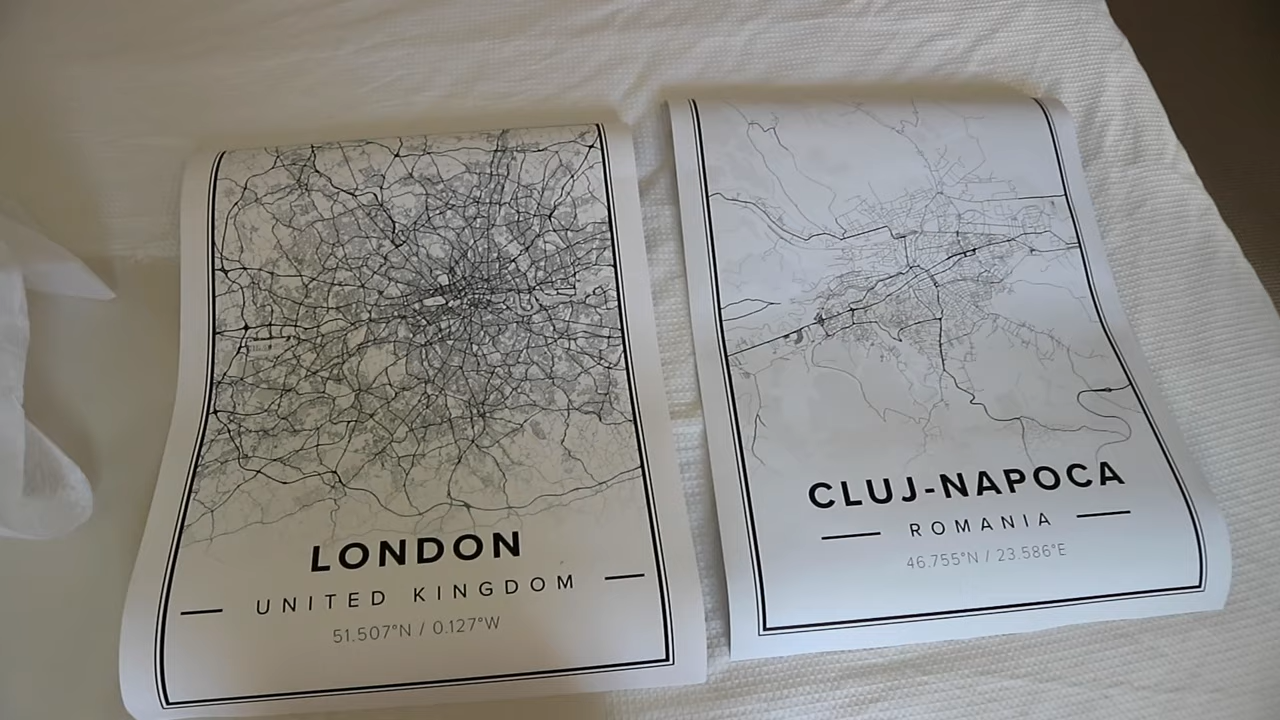 LONDON
UNITED KINGDOM
51.507°N / 0.127°W
CLUJ-NAPOCA
ROMANIA
46.755°N / 23.586°E